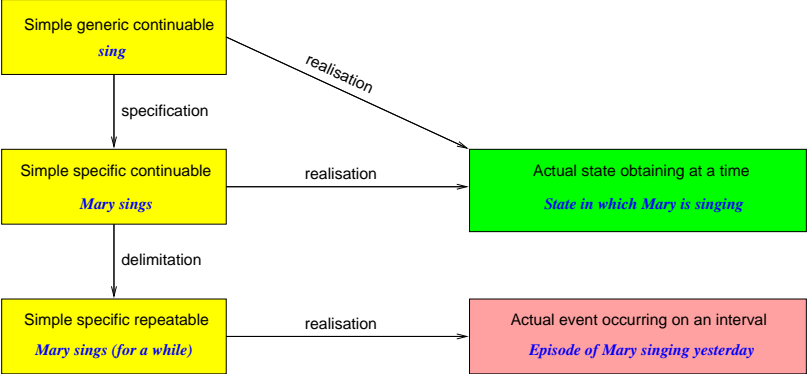 Simple generic continuable
sing
realisation
specification
Simple specific continuable
Mary sings
realisation
Actual state obtaining at a time
State in which Mary is singing
delimitation
Simple specific repeatable
Mary sings (for a while)
realisation
Actual event occurring on an interval
Episode of Mary singing yesterday